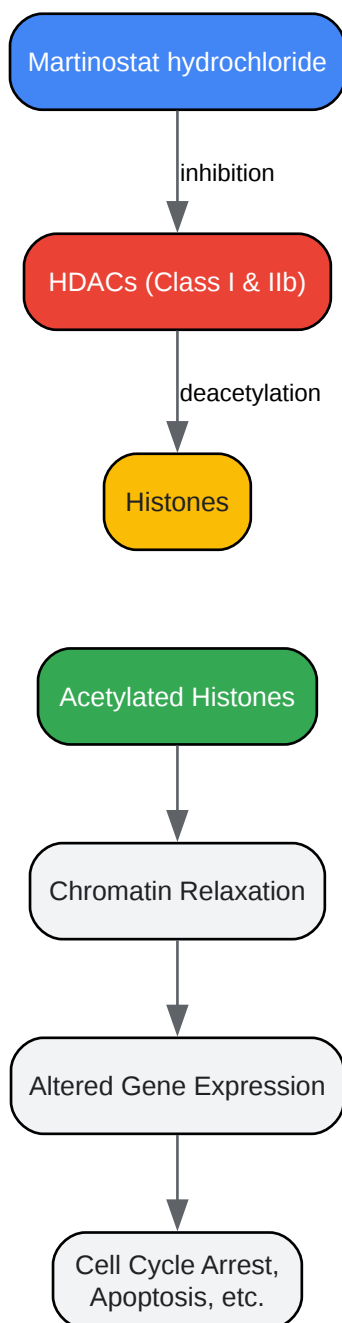 Martinostat hydrochloride
inhibition
HDACs (Class I & IIb)
deacetylation
Histones
Acetylated Histones
Chromatin Relaxation
Altered Gene Expression
Cell Cycle Arrest,
Apoptosis, etc.